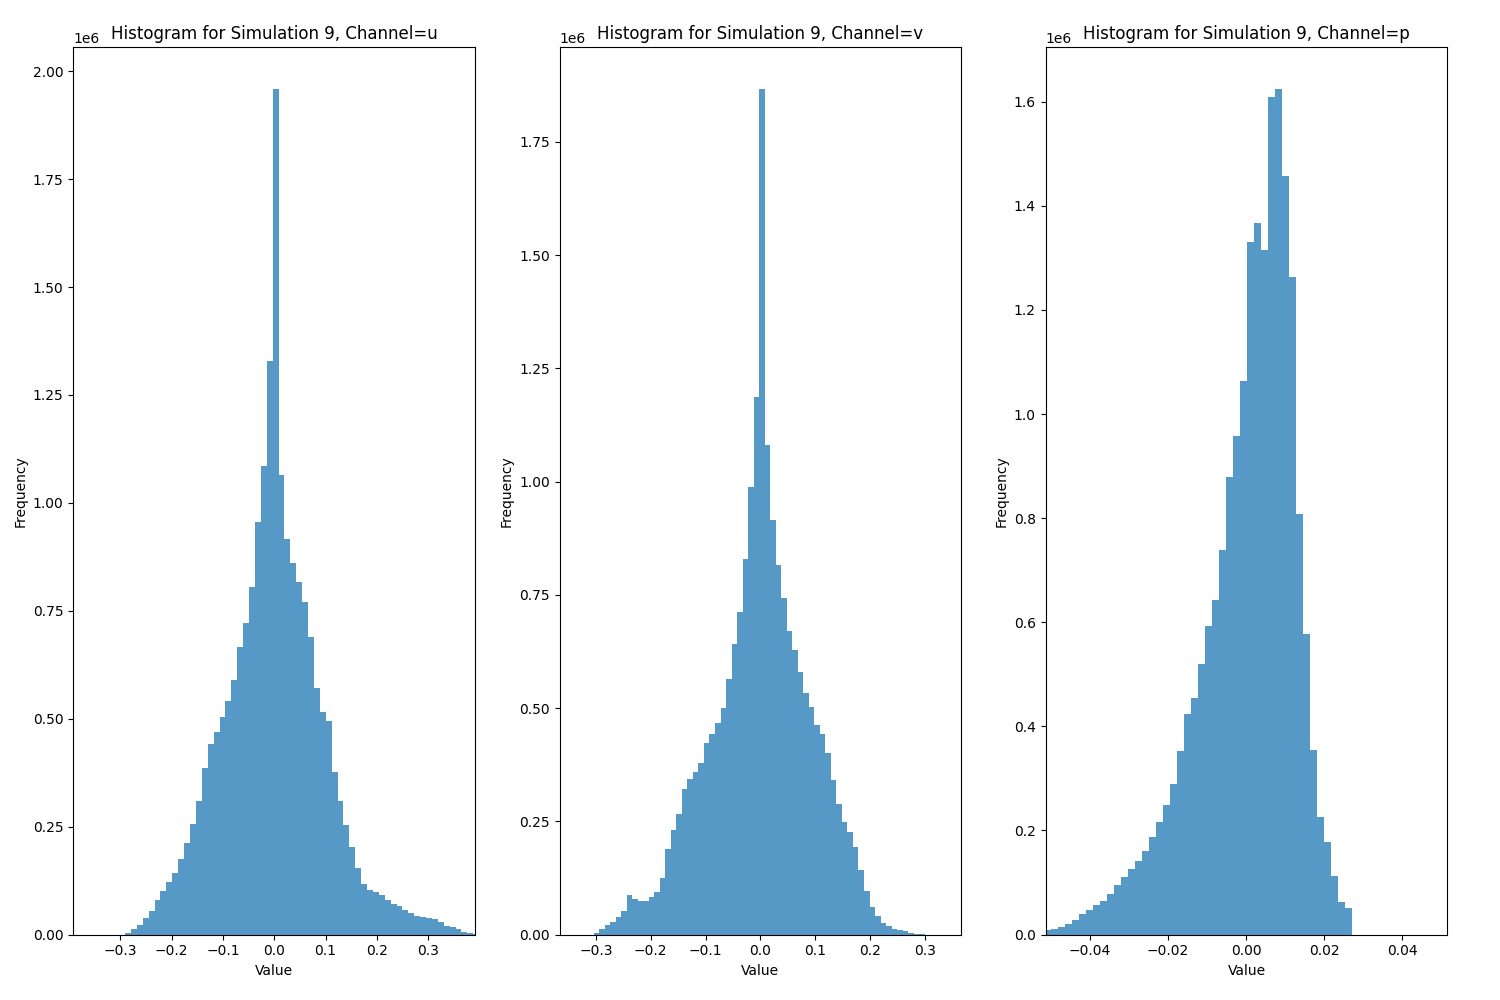 Histogram for Simulation 9, Channel=u
1e6
2.00
1.75
1.50
1.25
1.00
0.75
0.50
0.25
0.00
Frequency
−0.3 −0.2 −0.1 0.0 0.1 0.2 0.3
Value
Histogram for Simulation 9, Channel=v
1e6
1.75
1.50
1.25
1.00
0.75
0.50
0.25
0.00
Frequency
−0.3 −0.2 −0.1 0.0 0.1 0.2 0.3
Value
Histogram for Simulation 9, Channel=p
1e6
1.6
1.4
1.2
1.0
0.8
0.6
0.4
0.2
0.0
Frequency
−0.04 −0.02 0.00 0.02 0.04
Value